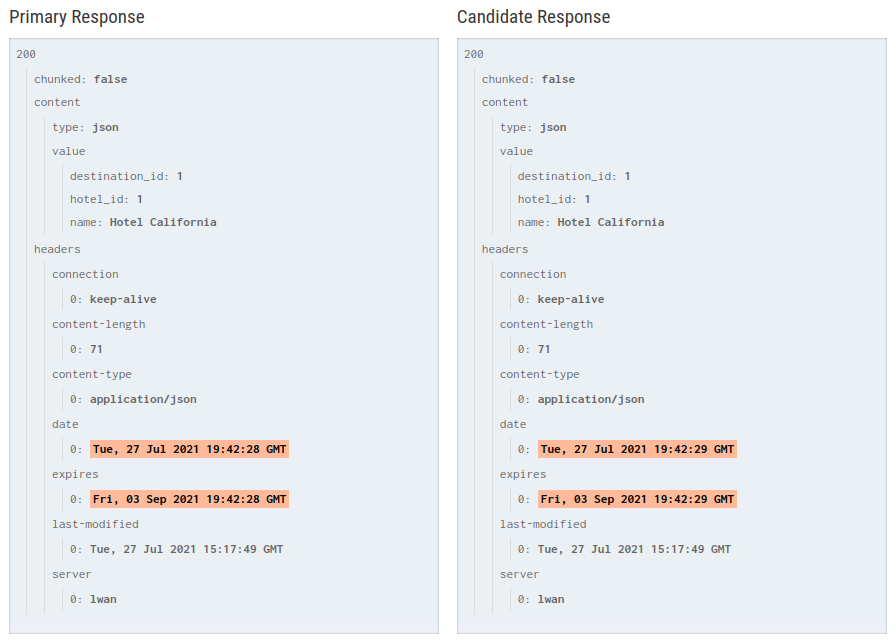 Primary Response
200
chunked: false
content
type: json
value
destination_id: 1
hotel_id: 1
name: Hotel California
headers
connection
0: keep-alive
content-length
0: 71
content-type
0: application/json
date
0: Tue, 27 Jul 2021 19:42:28 GMT
expires
0: Fri, 03 Sep 2021 19:42:28 GMT
last-modified
0: Tue, 27 Jul 2021 15:17:49 GMT
server
0: lwan
Candidate Response
200
chunked: false
content
type: json
value
destination_id: 1
hotel_id: 1
name: Hotel California
headers
connection
0: keep-alive
content-length
0: 71
content-type
0: application/json
date
0: Tue, 27 Jul 2021 19:42:29 GMT
expires
0: Fri, 03 Sep 2021 19:42:29 GMT
last-modified
0: Tue, 27 Jul 2021 15:17:49 GMT
server
0: lwan